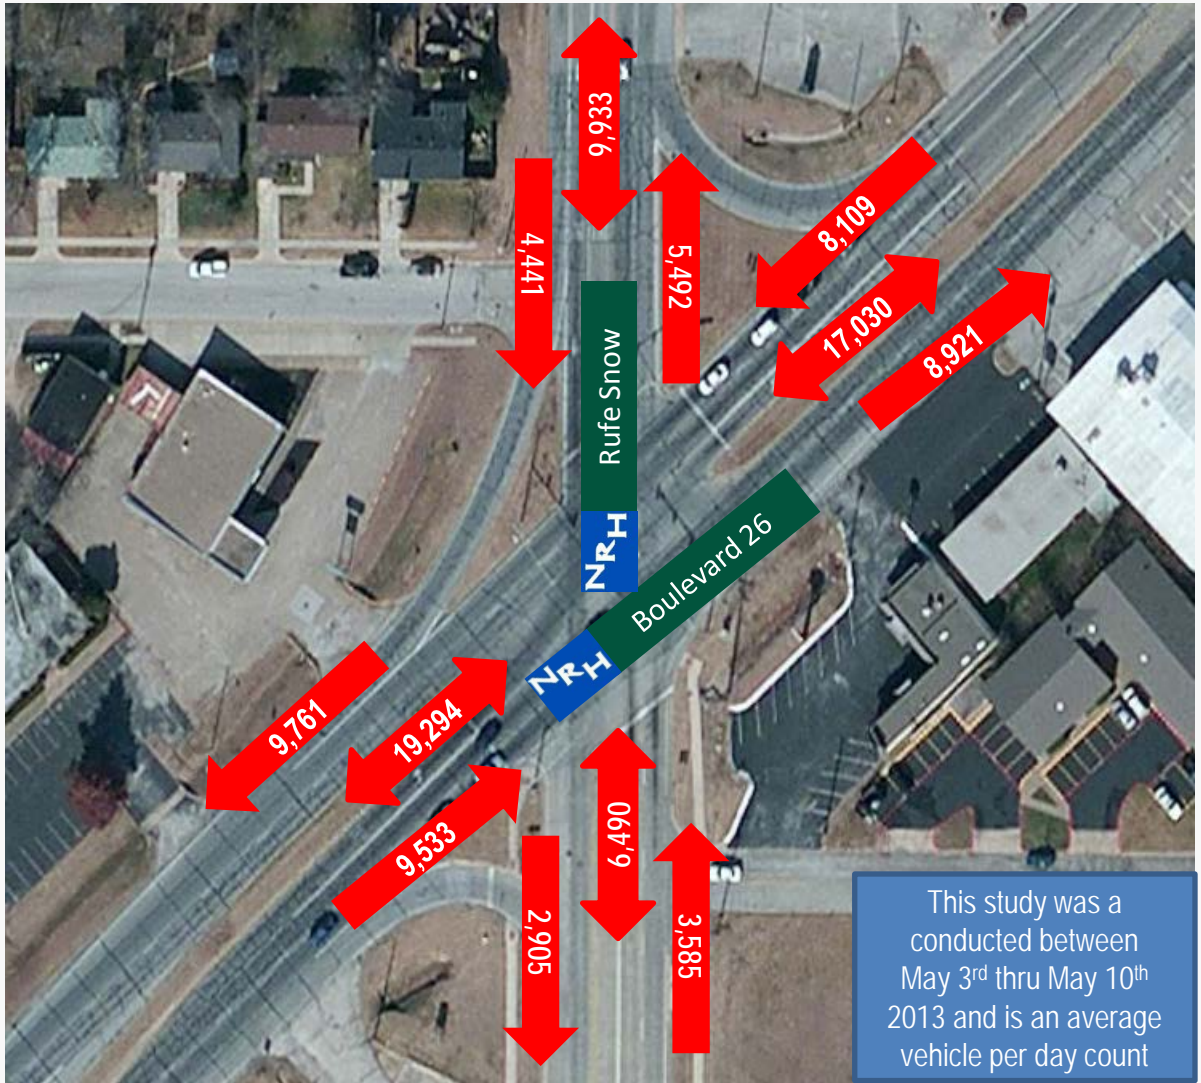 9,933
4,441
5,492
8,109
17,030
8,921
Rufe Snow
NRH
Boulevard 26
NRH
9,761
19,294
9,533
2,905
6,490
3,585
This study was a
conducted between
May 3rd thru May 10th
2013 and is an average
vehicle per day count